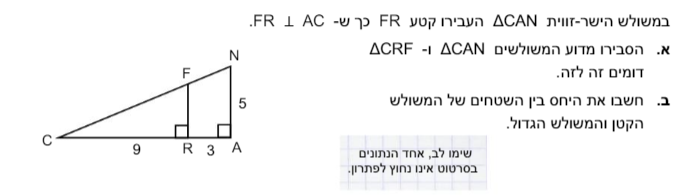 במשולש הישר-זווית ΔCAN העבירו קטע FR כך ש- FR ⊥ AC.
א. הסבירו מדוע המשולשים ΔCAN ו- ΔCRF
דומים זה לזה.
ב. חשבו את היחס בין השטחים של המשולש
הקטן והמשולש הגדול.
N
F
5
C
9
R
3
A
שימו לב, אחד הנתונים
בסרטוט אינו נחוץ לפתרון.